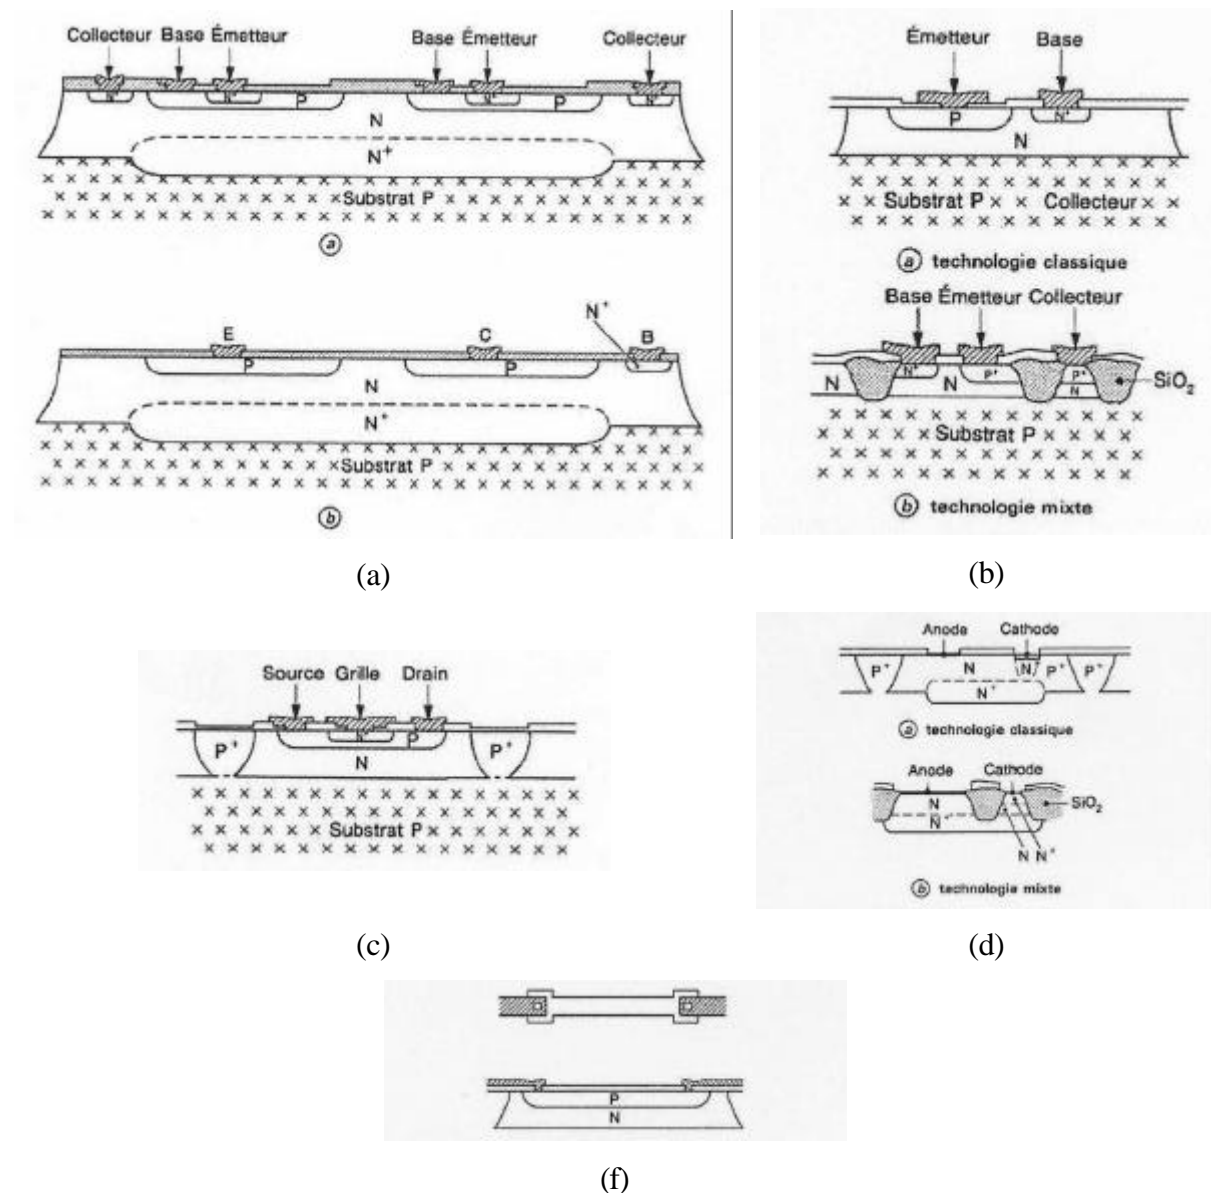 Collecteur Base Émetteur Base Émetteur Collecteur
N+ N+ P N+ P N+
N
N+
Substrat P
a
E C N+ B
P P
N
N+
Substrat P
b
(a)
Émetteur Base
P N+
N
Substrat P Collecteur
a technologie classique
Base Émetteur Collecteur
N N+ N P+ P+ SiO2
N
Substrat P
b technologie mixte
(b)
Source Grille Drain
P+ N P P+
N
Substrat P
(c)
Anode Cathode
P+ N N P+ P+
N+
a technologie classique
Anode Cathode
N SiO2
N+
N N+
b technologie mixte
(d)
P
N
(f)